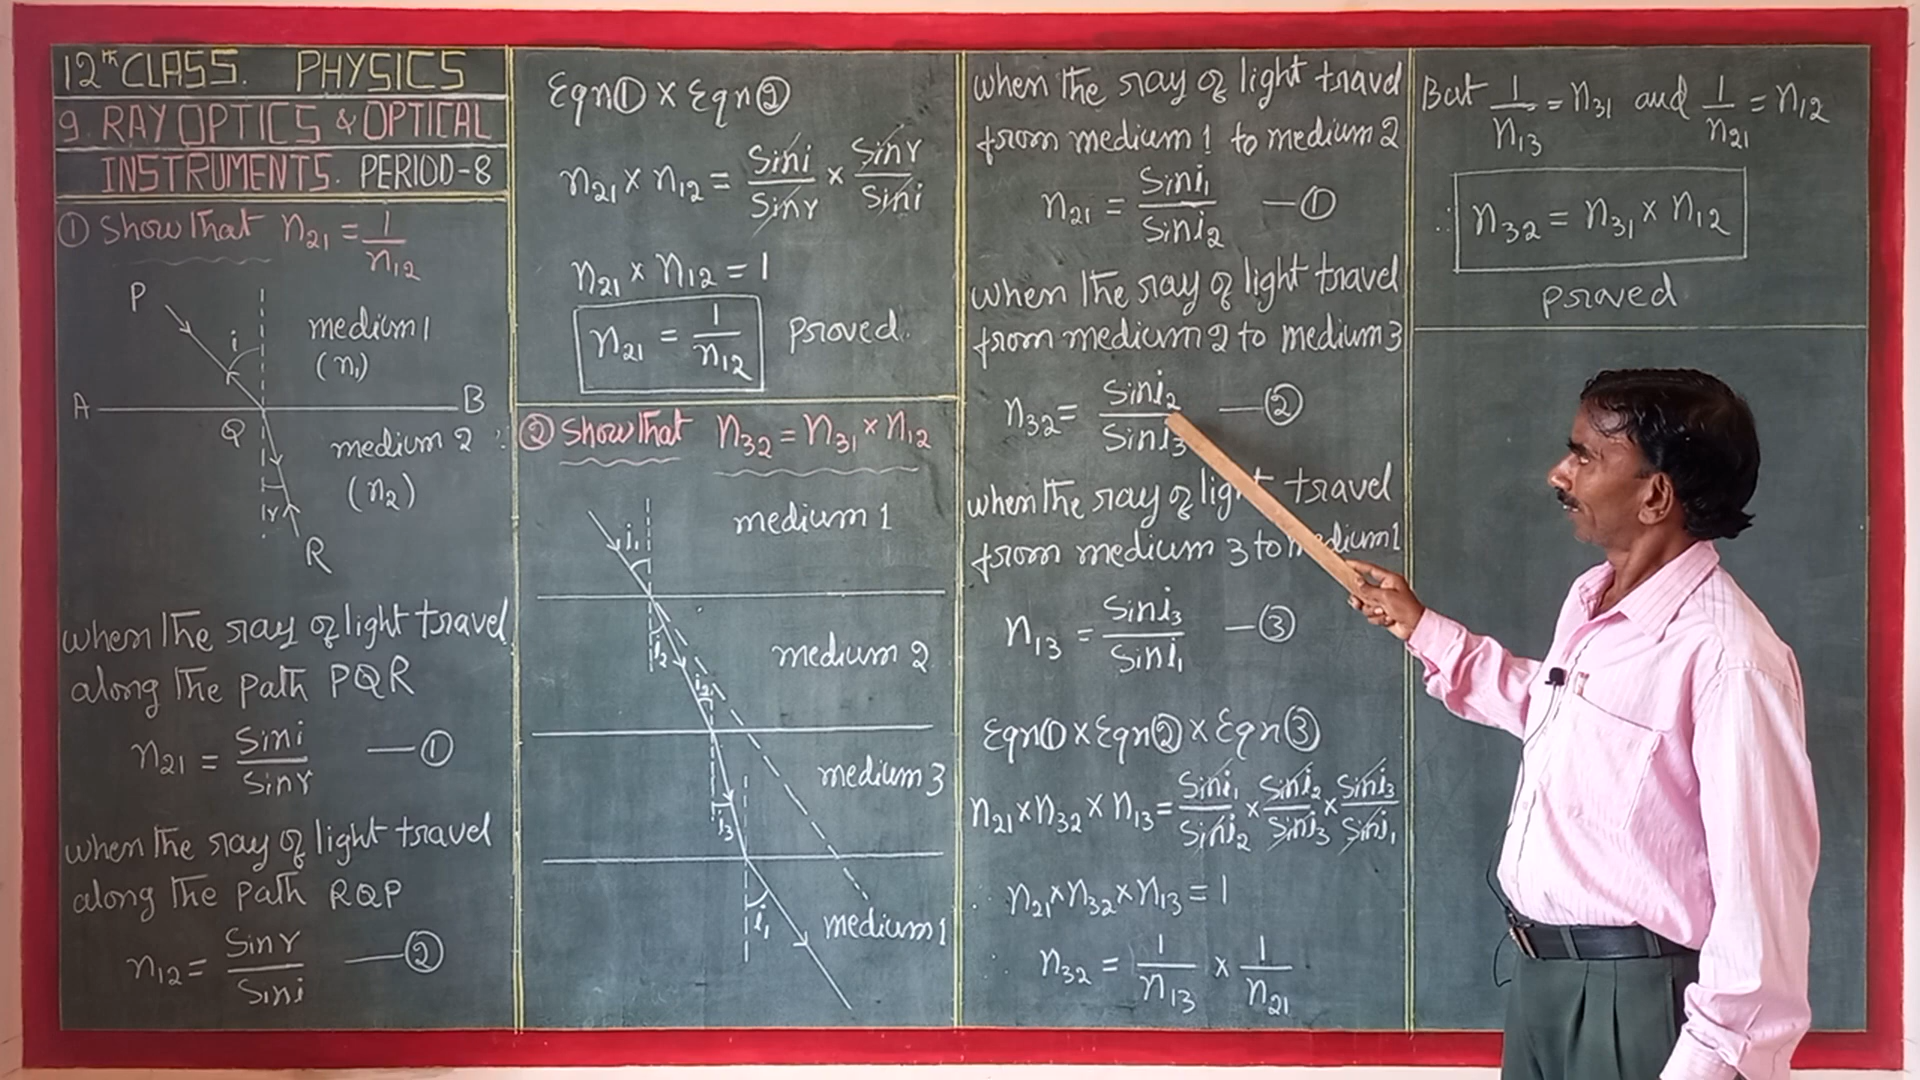 12th CLASS. PHYSICS
9. RAY OPTICS & OPTICAL
INSTRUMENTS. PERIOD-8
① Show that n₂₁ = 1/n₁₂
P
i
medium 1
(n₁)
A B
Q
medium 2
(n₂)
r
R
when the ray of light travel
along the path PQR
n₂₁ = Sini/Sinr —①
when the ray of light travel
along the path RQP
n₁₂ = Sinr/Sini —②
Eqn① × Eqn②
n₂₁ × n₁₂ = Sini/Sinr × Sinr/Sini
n₂₁ × n₁₂ = 1
n₂₁ = 1/n₁₂ proved.
② Show that n₃₂ = n₃₁ × n₁₂
medium 1
i₁
i₂
medium 2
i₂
medium 3
i₃
i₁
medium 1
when the ray of light travel
from medium 1 to medium 2
n₂₁ = Sini₁/Sini₂ —①
when the ray of light travel
from medium 2 to medium 3
n₃₂ = Sini₂/Sini₃ —②
when the ray of light travel
from medium 3 to medium 1
n₁₃ = Sini₃/Sini₁ —③
Eqn① × Eqn② × Eqn③
n₂₁ × n₃₂ × n₁₃ = Sini₁/Sini₂ × Sini₂/Sini₃ × Sini₃/Sini₁
∴ n₂₁ × n₃₂ × n₁₃ = 1
∴ n₃₂ = 1/n₁₃ × 1/n₂₁
But 1/n₁₃ = n₃₁ and 1/n₂₁ = n₁₂
∴ n₃₂ = n₃₁ × n₁₂
proved